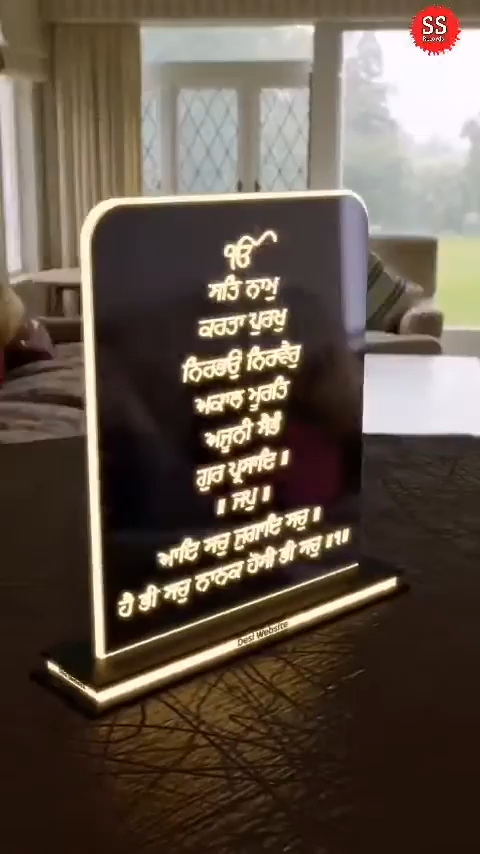 SS
Records
ੴ
ਸਤਿ ਨਾਮੁ
ਕਰਤਾ ਪੁਰਖੁ
ਨਿਰਭਉ ਨਿਰਵੈਰੁ
ਅਕਾਲ ਮੂਰਤਿ
ਅਜੂਨੀ ਸੈਭੰ
ਗੁਰ ਪ੍ਰਸਾਦਿ ॥
॥ ਜਪੁ ॥
ਆਦਿ ਸਚੁ ਜੁਗਾਦਿ ਸਚੁ ॥
ਹੈ ਭੀ ਸਚੁ ਨਾਨਕ ਹੋਸੀ ਭੀ ਸਚੁ ॥੧॥
Desi Website